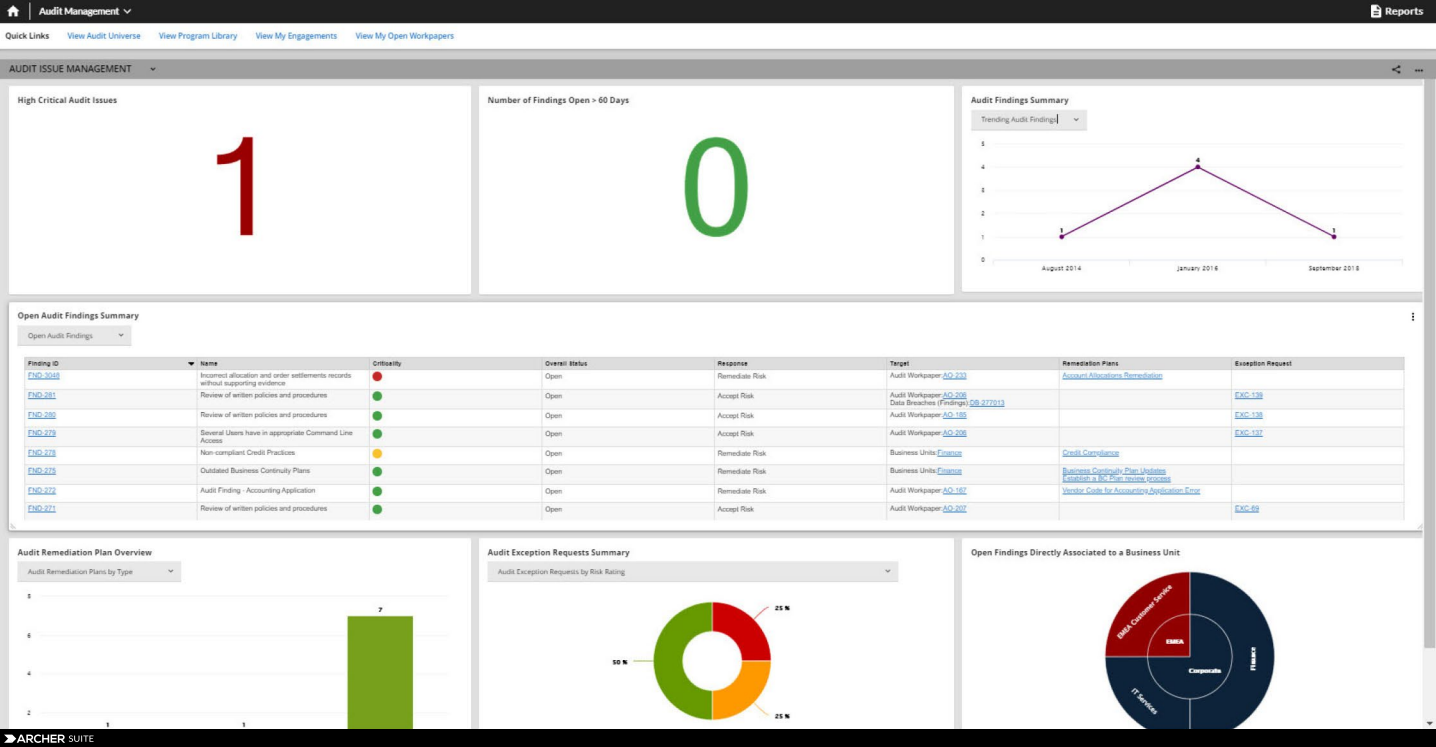 Audit Management
Reports
Quick Links View Audit Universe View Program Library View My Engagements View My Open Workpapers
AUDIT ISSUE MANAGEMENT
High Critical Audit Issues
1
Number of Findings Open > 60 Days
0
Audit Findings Summary
Trending Audit Findings
5
4
3
2
1
0
1
4
1
August 2014
January 2016
September 2018
Open Audit Findings Summary
Open Audit Findings
Finding ID Name Criticality Overall Status Response Target Remediation Plans Exception Request
FND-3048 Incorrect allocation and order settlements records Open Remediate Risk Audit Workpaper:AO-233 Account Allocations Remediation
without supporting evidence
FND-281 Review of written policies and procedures Open Accept Risk Audit Workpaper:AO-206 EXC-139
Data Breaches (Findings):DB-277013
FND-280 Review of written policies and procedures Open Accept Risk Audit Workpaper:AO-185 EXC-138
FND-279 Several Users have in appropriate Command Line Open Accept Risk Audit Workpaper:AO-206 EXC-137
Access
FND-278 Non-compliant Credit Practices Open Remediate Risk Business Units:Finance Credit Compliance
FND-275 Outdated Business Continuity Plans Open Remediate Risk Business Units:Finance Business Continuity Plan Updates
Establish a BC Plan review process
FND-272 Audit Finding - Accounting Application Open Remediate Risk Audit Workpaper:AO-187 Vendor Code for Accounting Application Error
FND-271 Review of written policies and procedures Open Accept Risk Audit Workpaper:AO-207 EXC-69
Audit Remediation Plan Overview
Audit Remediation Plans by Type
8
6
4
2
1
1
7
Audit Exception Requests Summary
Audit Exception Requests by Risk Rating
25 %
50 %
25 %
Open Findings Directly Associated to a Business Unit
EMEA Customer Service
EMEA
Corporate
Finance
IT Services
ARCHER SUITE